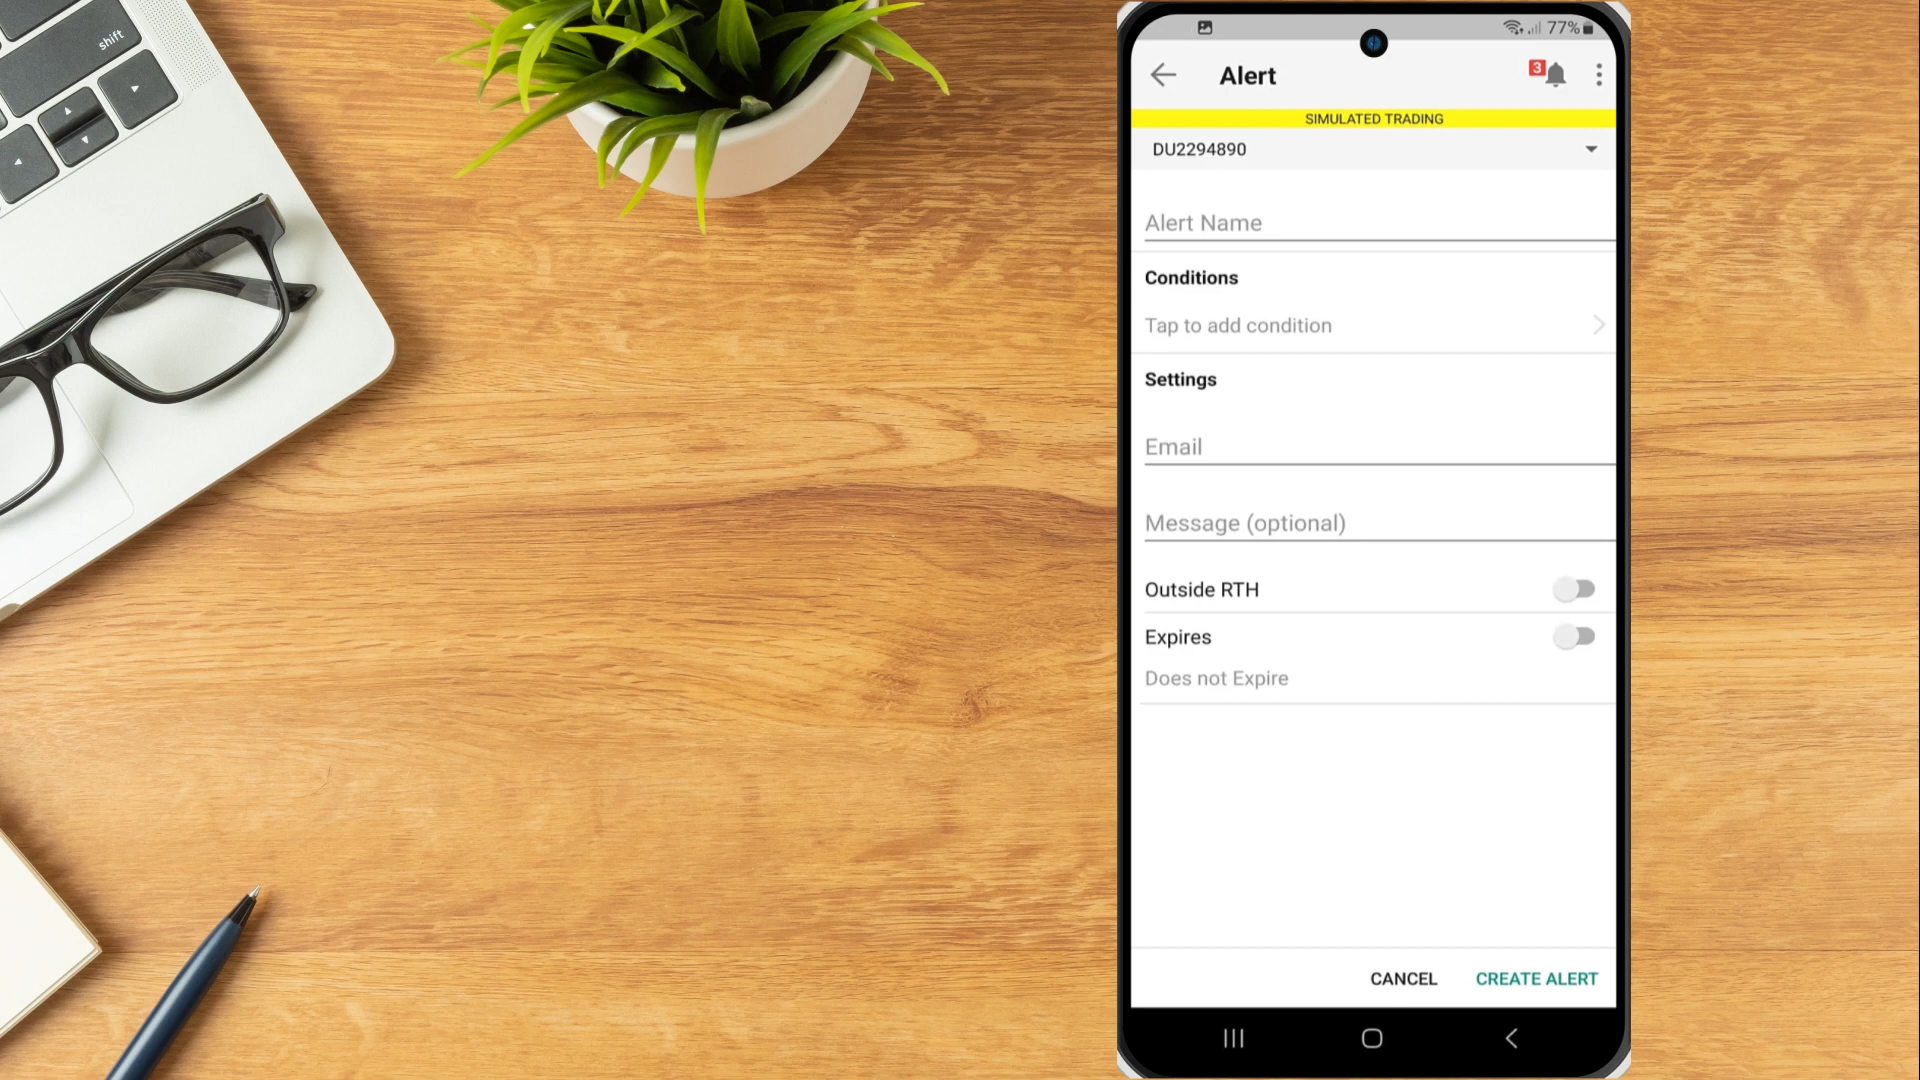 shift
77%
Alert
3
SIMULATED TRADING
DU2294890
Alert Name
Conditions
Tap to add condition
Settings
Email
Message (optional)
Outside RTH
Expires
Does not Expire
CANCEL
CREATE ALERT